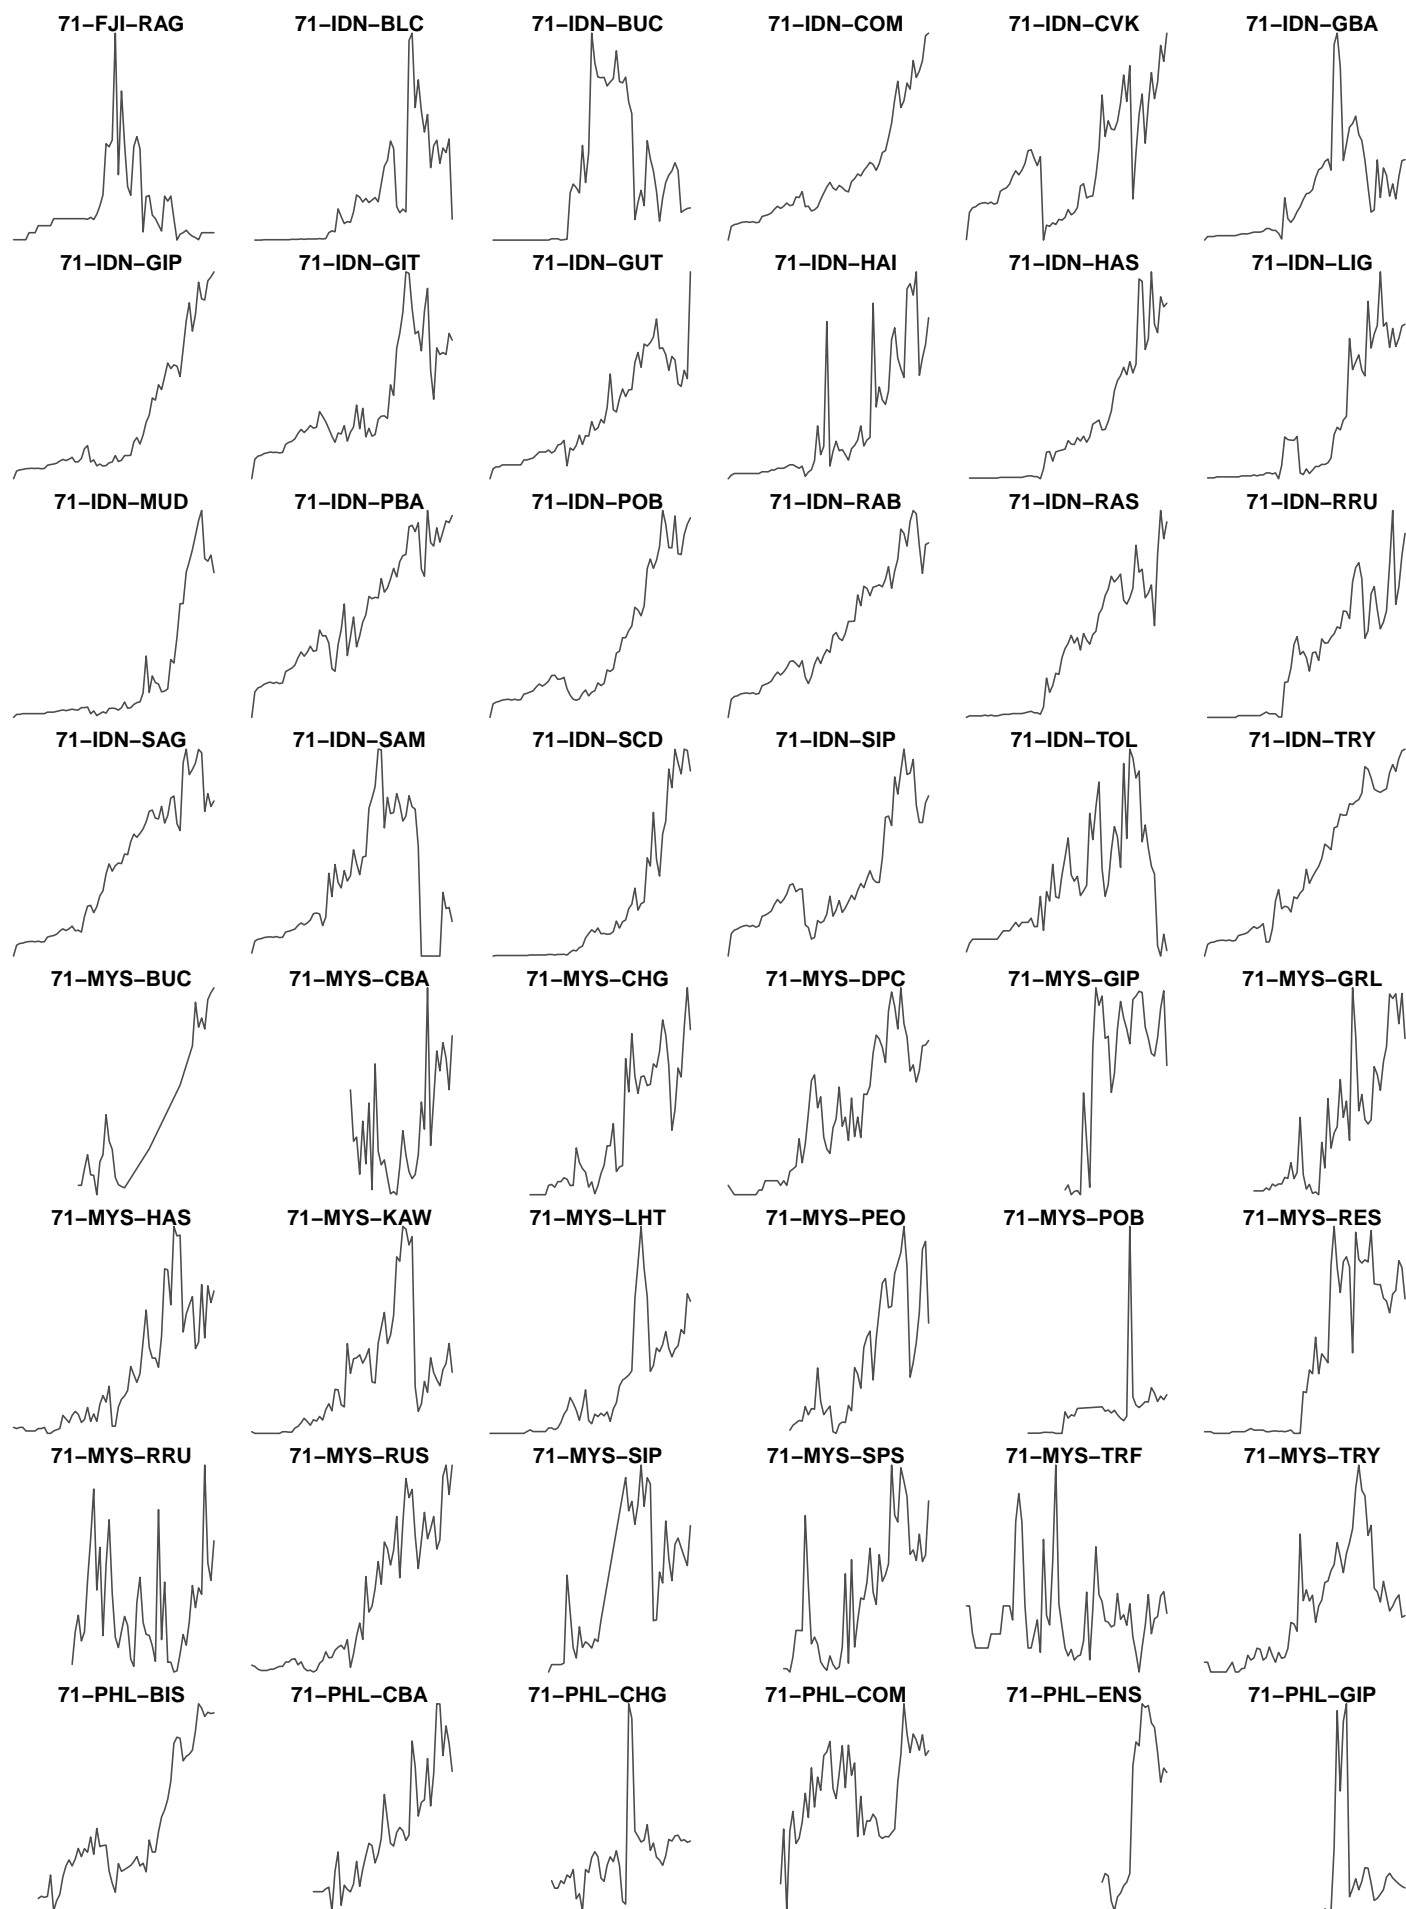 71−FJI−RAG 71−IDN−BLC 71−IDN−BUC 71−IDN−COM 71−IDN−CVK 71−IDN−GBA
71−IDN−GIP 71−IDN−GIT 71−IDN−GUT 71−IDN−HAI 71−IDN−HAS 71−IDN−LIG
71−IDN−MUD 71−IDN−PBA 71−IDN−POB 71−IDN−RAB 71−IDN−RAS 71−IDN−RRU
71−IDN−SAG 71−IDN−SAM 71−IDN−SCD 71−IDN−SIP 71−IDN−TOL 71−IDN−TRY
71−MYS−BUC 71−MYS−CBA 71−MYS−CHG 71−MYS−DPC 71−MYS−GIP 71−MYS−GRL
71−MYS−HAS 71−MYS−KAW 71−MYS−LHT 71−MYS−PEO 71−MYS−POB 71−MYS−RES
71−MYS−RRU 71−MYS−RUS 71−MYS−SIP 71−MYS−SPS 71−MYS−TRF 71−MYS−TRY
71−PHL−BIS 71−PHL−CBA 71−PHL−CHG 71−PHL−COM 71−PHL−ENS 71−PHL−GIP